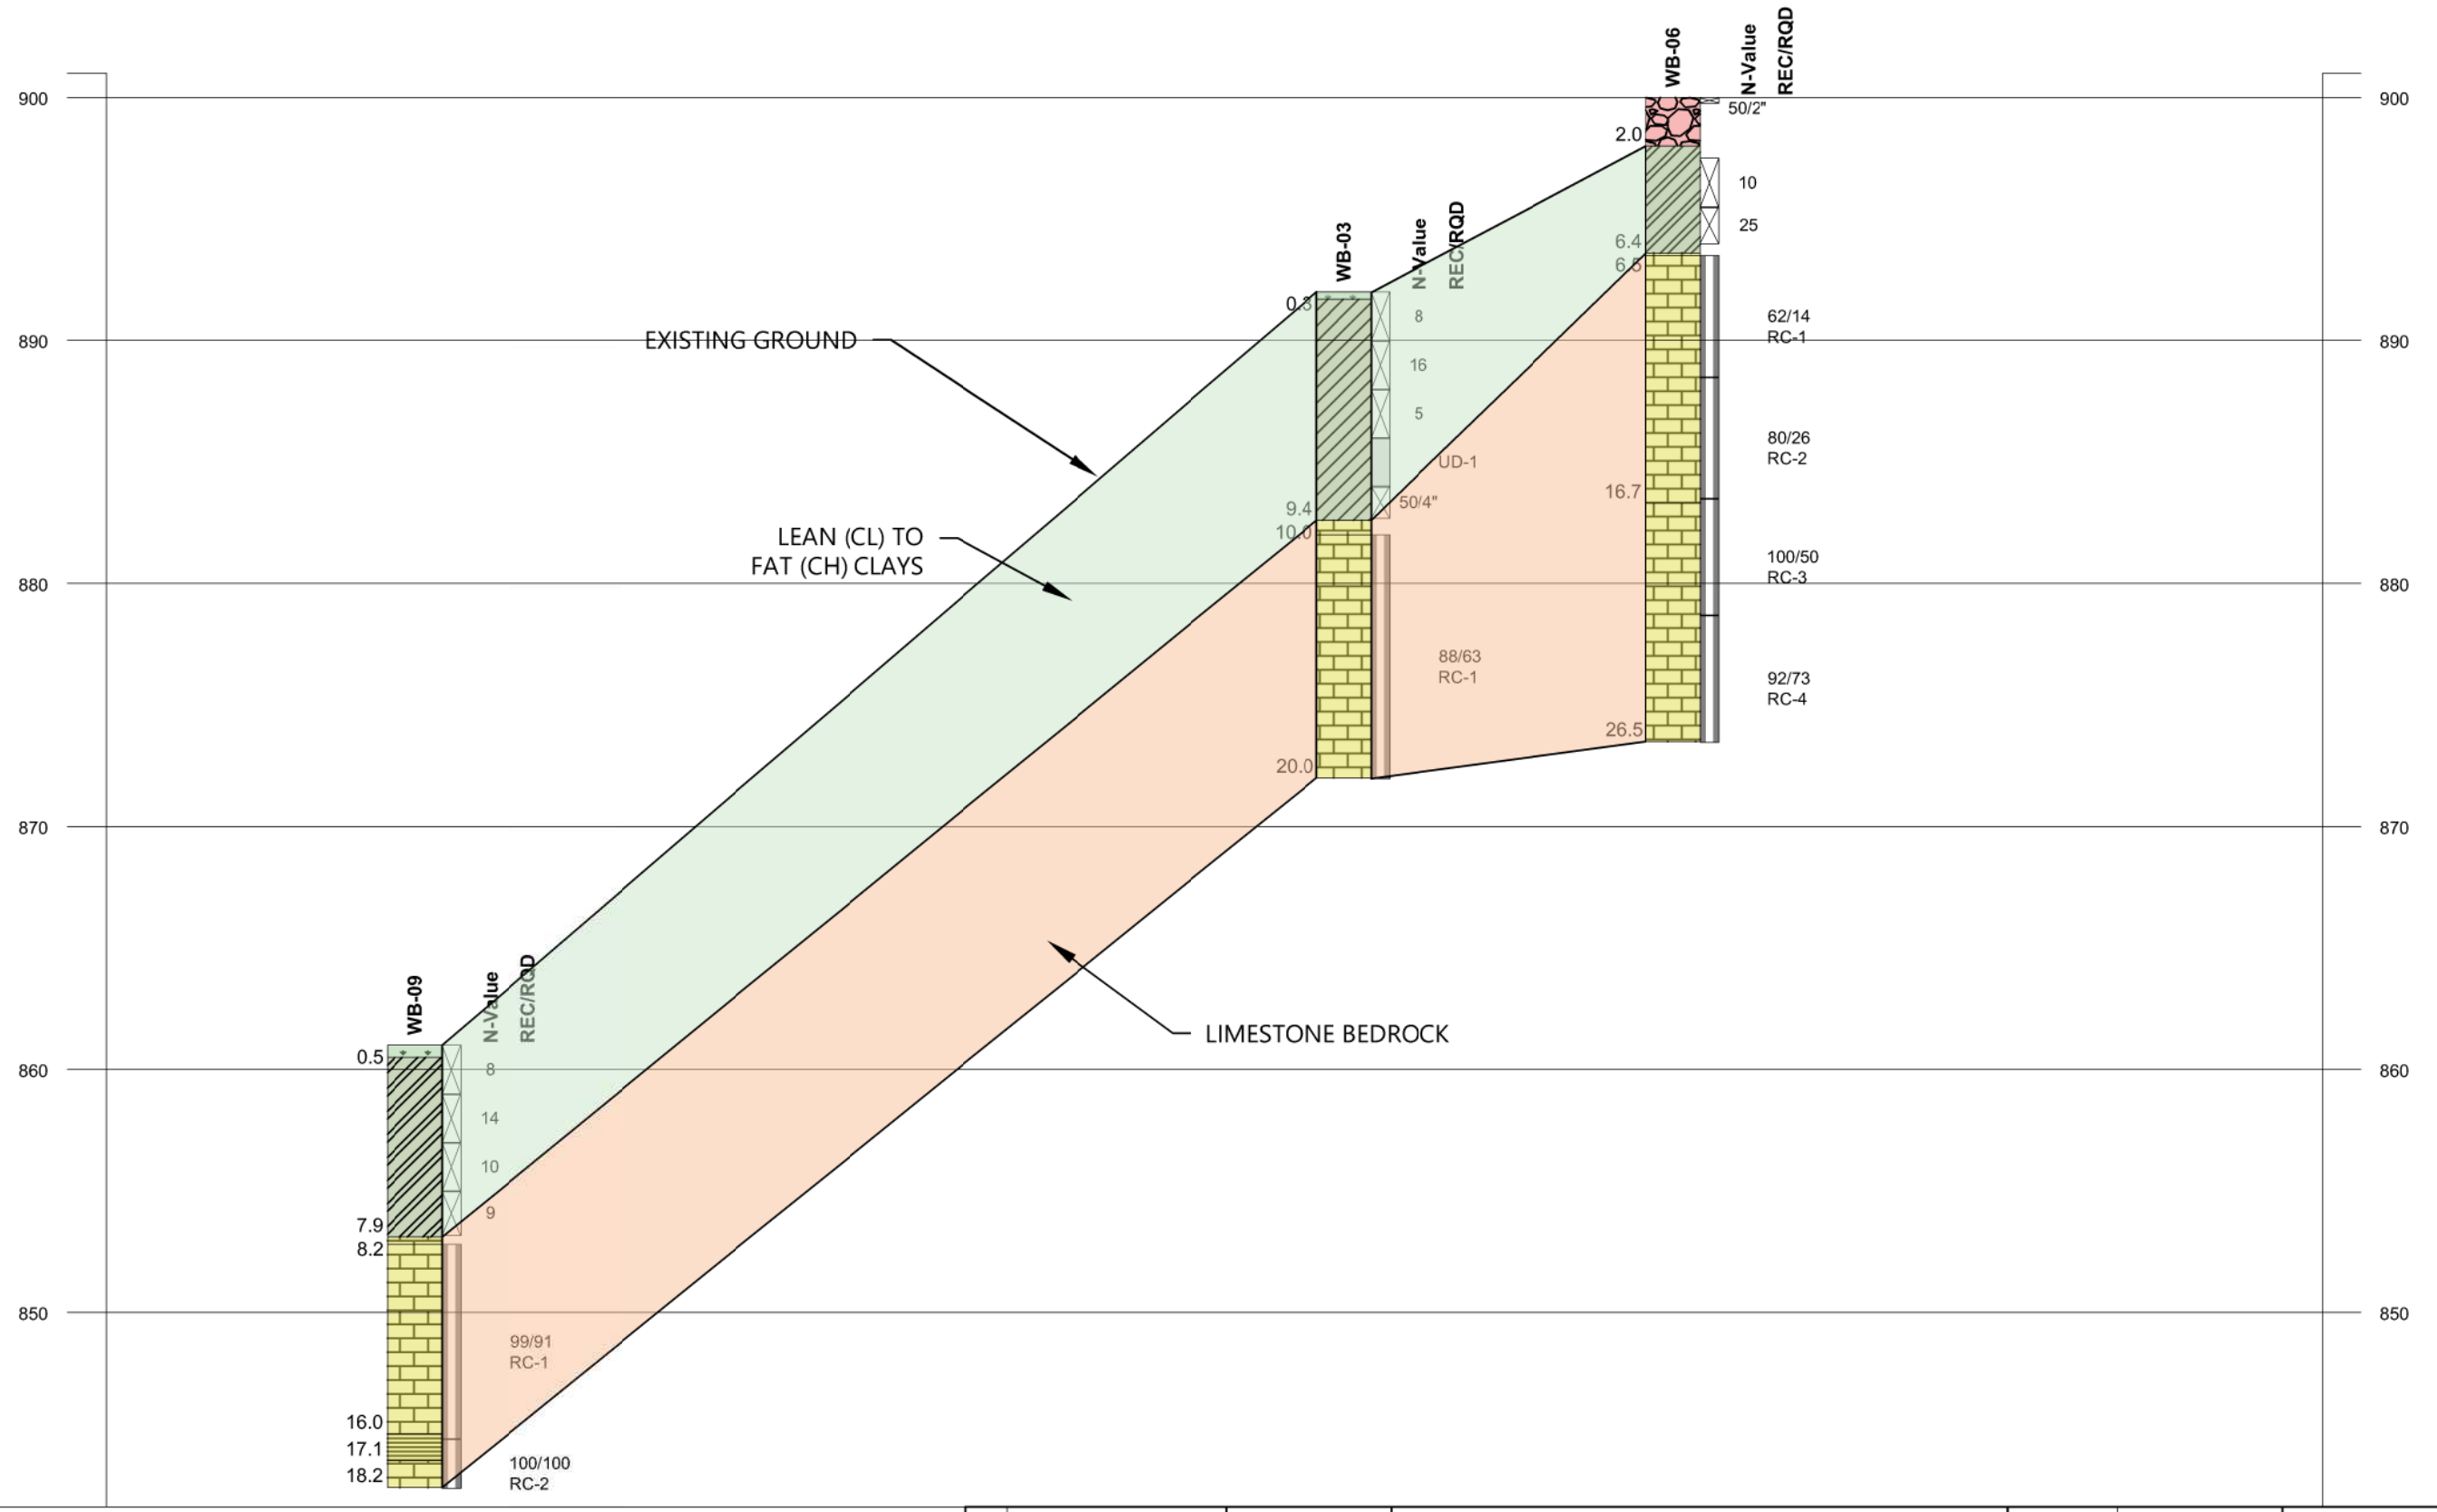 WB-06
N-Value
REC/RQD
900
900
50/2"
2.0
10
25
6.4
6.5
62/14
RC-1
80/26
RC-2
16.7
100/50
RC-3
92/73
RC-4
26.5
WB-03
N-Value
REC/RQD
0.3
8
16
5
UD-1
50/4"
9.4
10.0
88/63
RC-1
20.0
EXISTING GROUND
890
890
LEAN (CL) TO
FAT (CH) CLAYS
880
880
870
870
LIMESTONE BEDROCK
WB-09
N-Value
REC/RQD
0.5
860
860
8
14
10
9
7.9
8.2
850
850
99/91
RC-1
16.0
17.1
18.2
100/100
RC-2